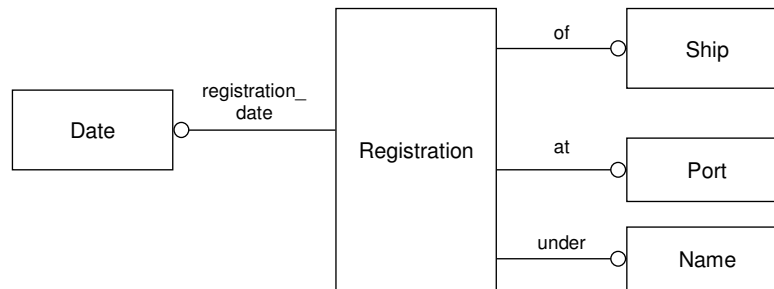 of
Ship
registration_
date
Date
Registration
at
Port
under
Name